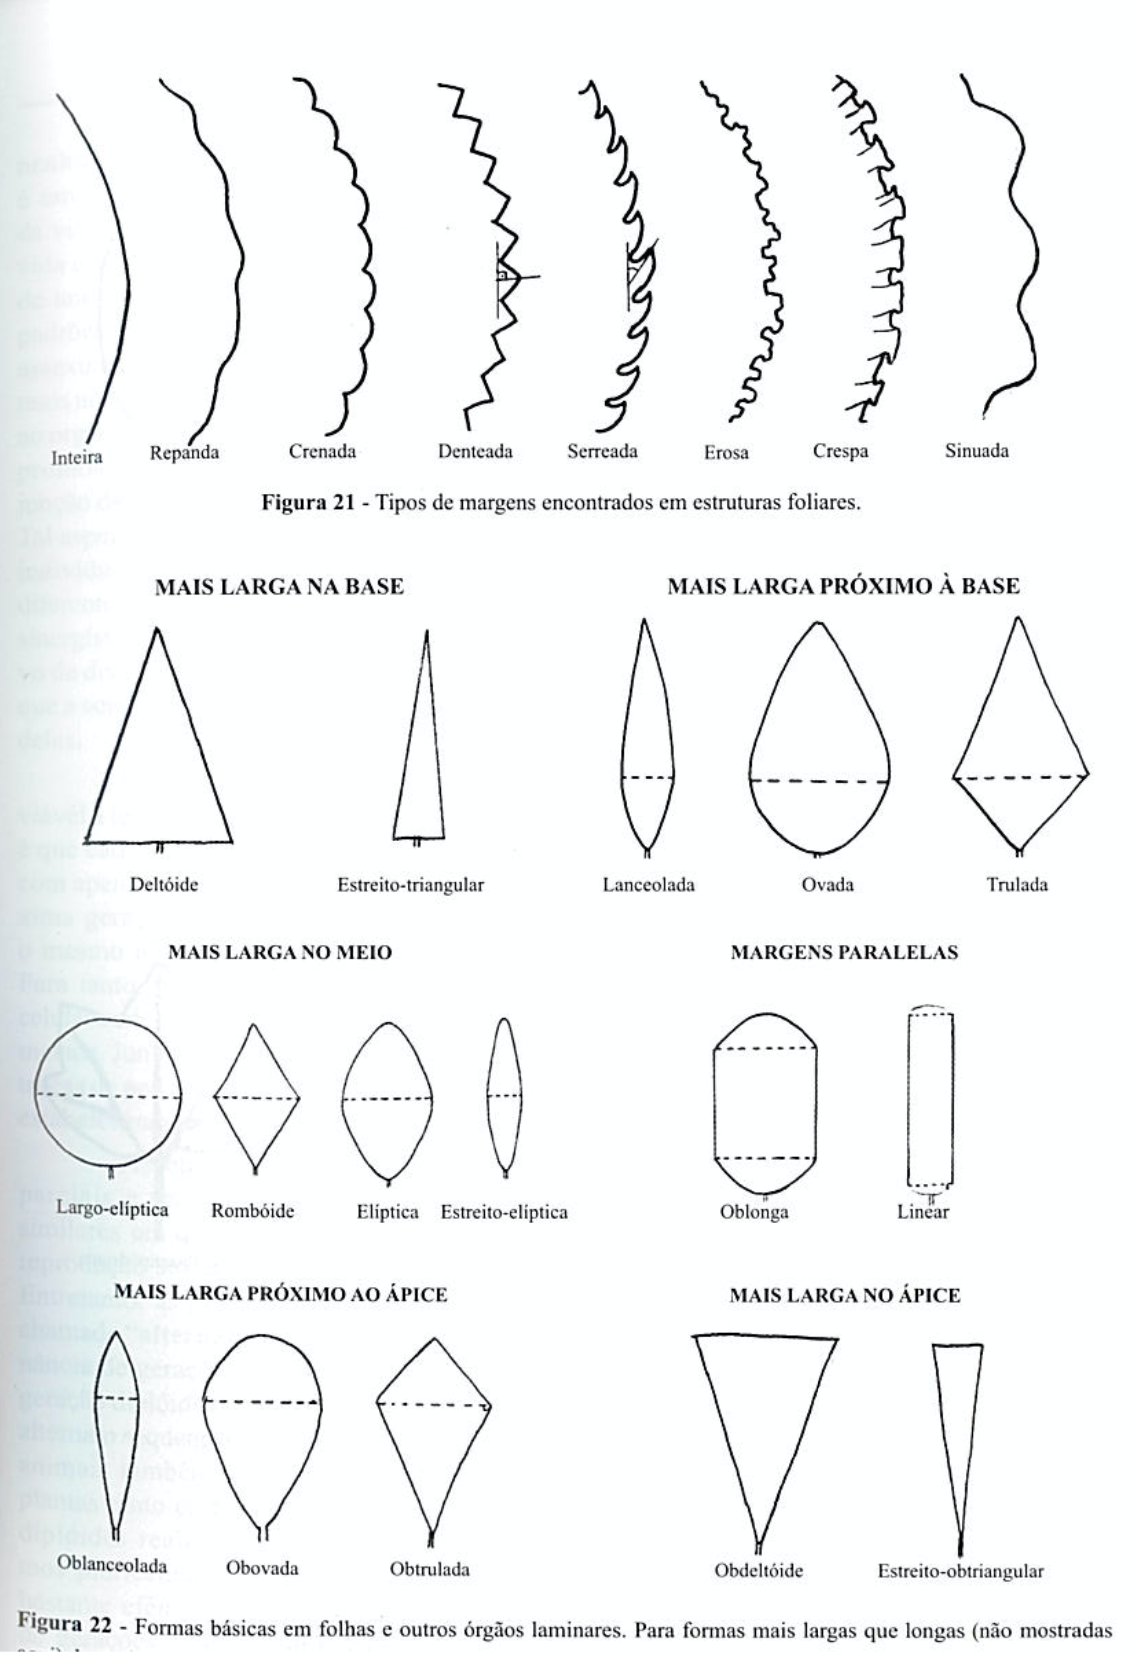 Inteira Repanda Crenada Denteada Serreada Erosa Crespa Sinuada
Figura 21 - Tipos de margens encontrados em estruturas foliares.
MAIS LARGA NA BASE
MAIS LARGA PRÓXIMO À BASE
Deltóide Estreito-triangular Lanceolada Ovada Trulada
MAIS LARGA NO MEIO
MARGENS PARALELAS
Largo-elíptica Rombóide Elíptica Estreito-elíptica Oblonga Linear
MAIS LARGA PRÓXIMO AO ÁPICE
MAIS LARGA NO ÁPICE
Oblanceolada Obovada Obtrulada Obdeltóide Estreito-obtriangular
Figura 22 - Formas básicas em folhas e outros órgãos laminares. Para formas mais largas que longas (não mostradas